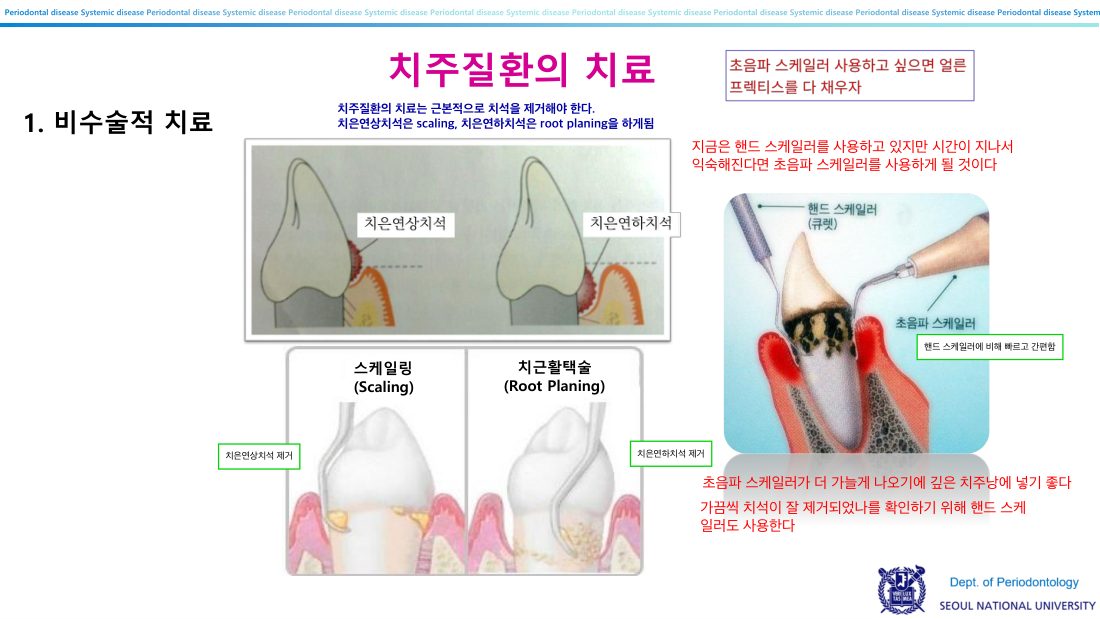 Periodontal disease Systemic disease Periodontal disease Systemic disease Periodontal disease Systemic disease Periodontal disease Systemic disease Periodontal disease Systemic disease Periodontal disease Systemic disease Periodontal disease Systemic disease Periodontal disease System
치주질환의 치료
초음파 스케일러 사용하고 싶으면 얼른
프렉티스를 다 채우자
1. 비수술적 치료
치주질환의 치료는 근본적으로 치석을 제거해야 한다.
치은연상치석은 scaling, 치은연하치석은 root planing을 하게됨
지금은 핸드 스케일러를 사용하고 있지만 시간이 지나서
익숙해진다면 초음파 스케일러를 사용하게 될 것이다
치은연상치석
치은연하치석
핸드 스케일러
(큐렛)
초음파 스케일러
핸드 스케일러에 비해 빠르고 간편함
스케일링
(Scaling)
치근활택술
(Root Planing)
치은연상치석 제거
치은연하치석 제거
초음파 스케일러가 더 가늘게 나오기에 깊은 치주낭에 넣기 좋다
가끔씩 치석이 잘 제거되었나를 확인하기 위해 핸드 스케
일러도 사용한다
VERI LUX
TAS MEA
Dept. of Periodontology
SEOUL NATIONAL UNIVERSITY